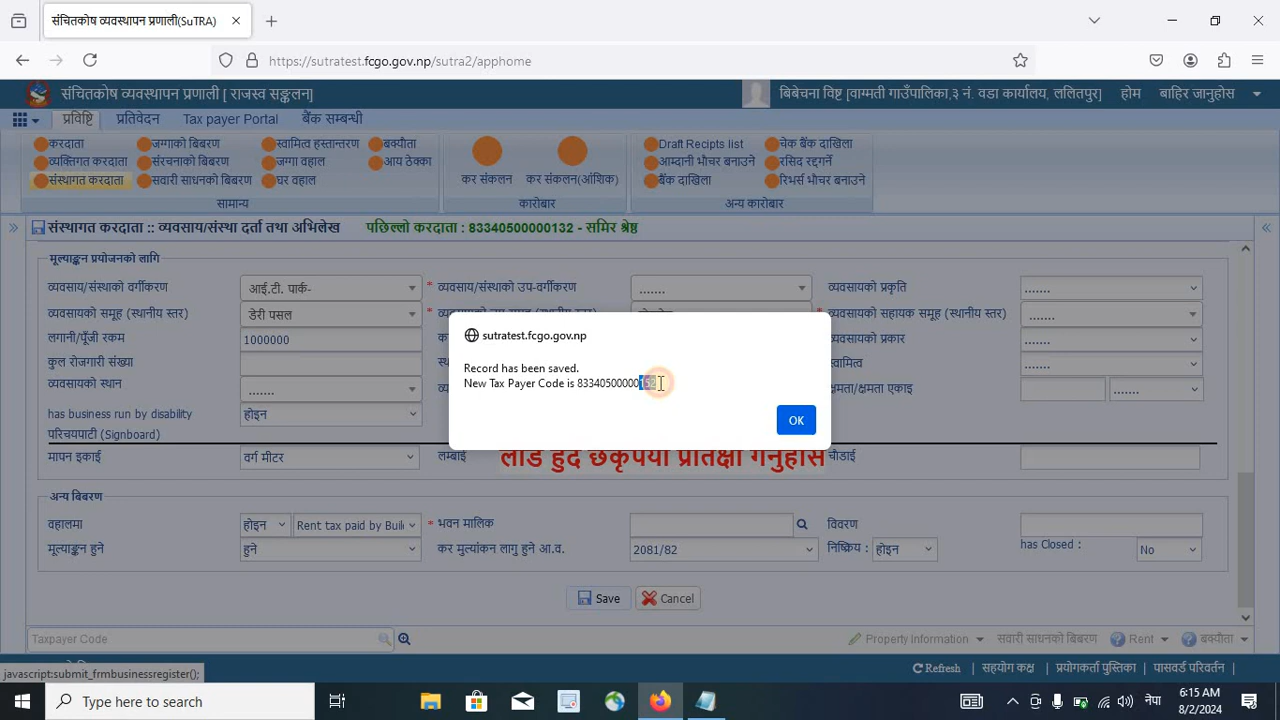 संचितकोष व्यवस्थापन प्रणाली(SuTRA)
https://sutratest.fcgo.gov.np/sutra2/apphome
संचितकोष व्यवस्थापन प्रणाली [ राजस्व सङ्कलन]
बिबेचना विष्ट [वाग्मती गाउँपालिका,३ नं. वडा कार्यालय, ललितपुर]
होम
बाहिर जानुहोस
प्रविष्टि
प्रतिवेदन
Tax payer Portal
बैंक सम्बन्धी
करदाता
जग्गाको बिबरण
स्वामित्व हस्तान्तरण
बक्यौता
Draft Recipts list
चेक बैंक दाखिला
व्यक्तिगत करदाता
संरचनाको बिबरण
जग्गा वहाल
आय ठेक्का
आम्दानी भौचर बनाउने
रसिद रद्दगर्ने
संस्थागत करदाता
सवारी साधनको बिबरण
घर वहाल
कर संकलन
कर संकलन(आंशिक)
बैंक दाखिला
रिभर्स भौचर बनाउने
सामान्य
कारोबार
अन्य कारोबार
संस्थागत करदाता :: व्यवसाय/संस्था दर्ता तथा अभिलेख
पछिल्लो करदाता : 83340500000132 - समिर श्रेष्ठ
मूल्याङ्कन प्रयोजनको लागि
व्यवसाय/संस्थाको वर्गीकरण
आई.टी. पार्क-
* व्यवसाय/संस्थाको उप-वर्गीकरण
.......
व्यवसायको प्रकृति
.......
व्यवसायको समूह (स्थानीय स्तर)
डेरी पसल
व्यवसायको सहायक समूह (स्थानीय स्तर)
.......
लगानी/पूँजी रकम
1000000
व्यवसायको प्रकार
.......
कुल रोजगारी संख्या
स्वामित्व
.......
व्यवसायको स्थान
.......
क्षमता/क्षमता एकाइ
.......
has business run by disability
होइन
sutratest.fcgo.gov.np
Record has been saved.
New Tax Payer Code is 83340500000152
OK
परिचयपाटी (Signboard)
मापन इकाई
वर्ग मीटर
लम्बाई
लोड हुदै छकृपया प्रतिक्षा गर्नुहोस
चौडाई
अन्य बिबरण
वहालमा
होइन
Rent tax paid by Buil
* भवन मालिक
विवरण
मूल्याङ्कन हुने
हुने
कर मुल्यांकन लागु हुने आ.व.
2081/82
निष्क्रिय :
होइन
has Closed :
No
Save
Cancel
Taxpayer Code
Property Information
सवारी साधनको बिबरण
Rent
बक्यौता
javascript:submit_frmbusinessregister();
Refresh
सहयोग कक्ष
प्रयोगकर्ता पुस्तिका
पासवर्ड परिवर्तन
Type here to search
नेपा
6:15 AM
8/2/2024